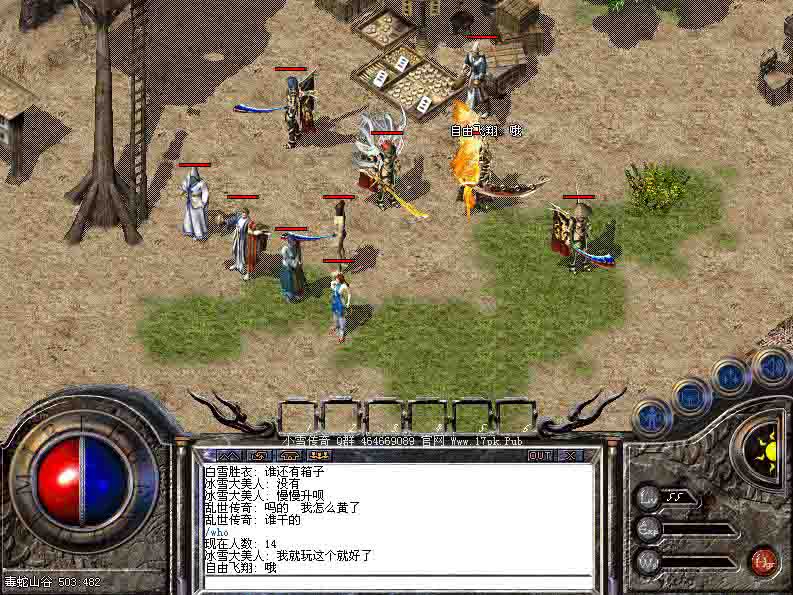 自由飞翔: 哦
小雪传奇 Q群 464669089 官网 Www.17pk.Pub
OUT
白雪胜衣: 谁还有箱子
冰雪大美人: 没有
冰雪大美人: 慢慢升呗
乱世传奇: 吗的 我怎么黄了
乱世传奇: 谁干的
/who
现在人数: 14
冰雪大美人: 我就玩这个就好了
自由飞翔: 哦
毒蛇山谷 503:482